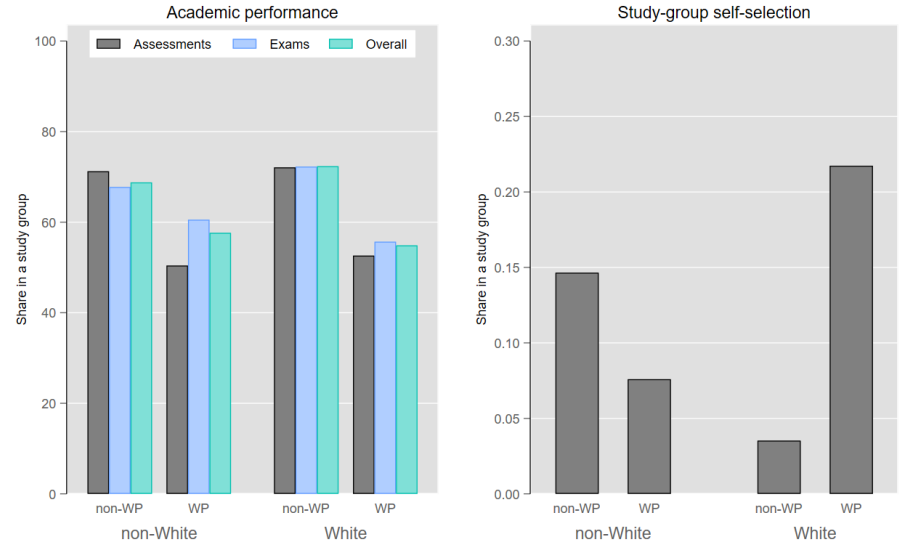 Academic performance
Assessments Exams Overall
Share in a study group
100
80
60
40
20
0
non-WP WP non-WP WP
non-White White
Study-group self-selection
Share in a study group
0.30
0.25
0.20
0.15
0.10
0.05
0.00
non-WP WP non-WP WP
non-White White